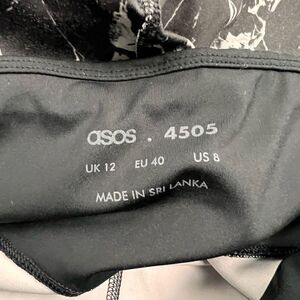 asos . 4505
UK 12 EU 40 US 8
MADE IN SRI LANKA